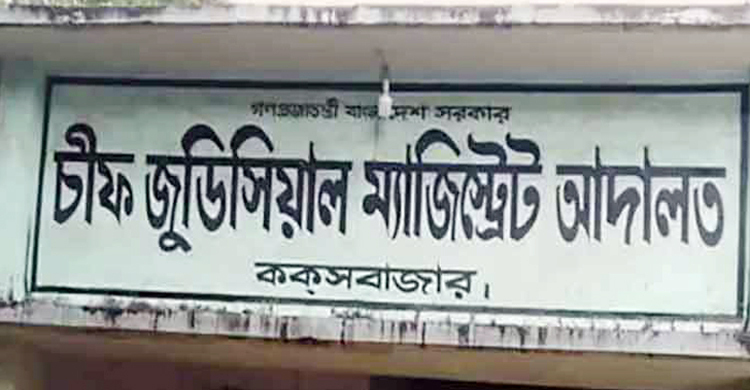 গণপ্রজাতন্ত্রী বাংলাদেশ সরকার
চীফ জুডিসিয়াল ম্যাজিস্ট্রেট আদালত
কক্সবাজার।